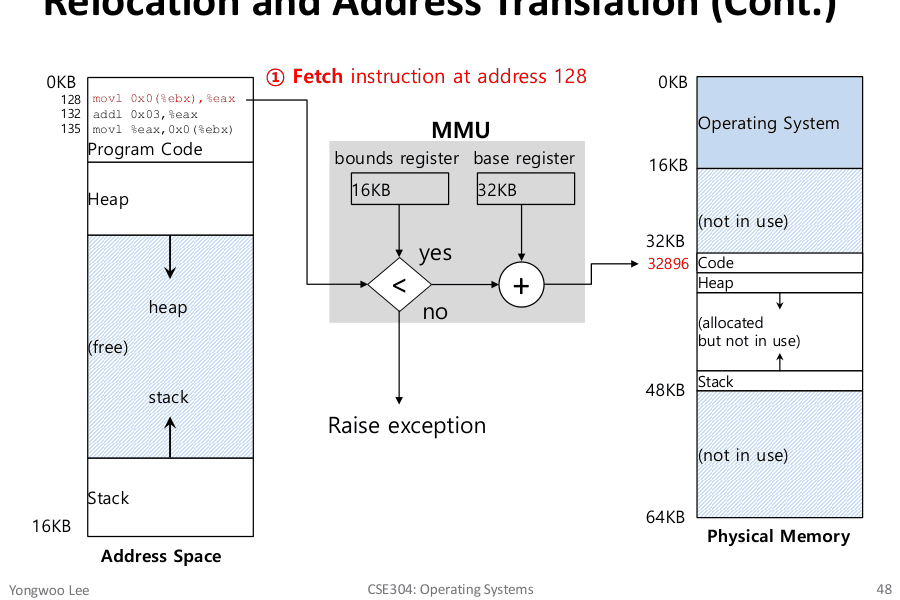 Relocation and Address Translation (Cont.)
① Fetch instruction at address 128
0KB
128 movl 0x0(%ebx),%eax
132 addl 0x03,%eax
135 movl %eax,0x0(%ebx)
Program Code
Heap
heap
(free)
stack
Stack
16KB
Address Space
MMU
bounds register
base register
16KB
32KB
yes
<
+
no
Raise exception
0KB
Operating System
16KB
(not in use)
32KB
32896
Code
Heap
(allocated
but not in use)
Stack
48KB
(not in use)
64KB
Physical Memory
Yongwoo Lee
CSE304: Operating Systems
48